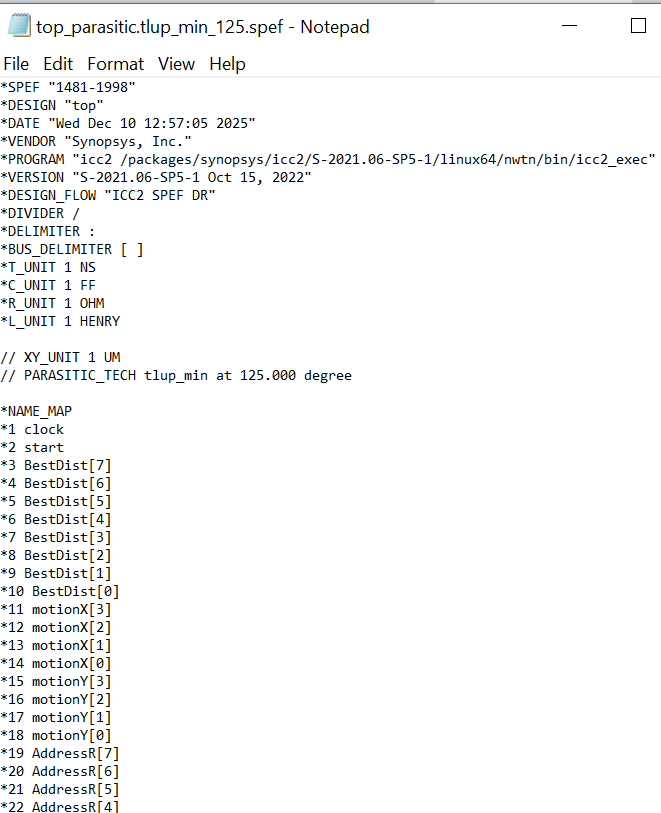 top_parasitic.tlup_min_125.spef - Notepad
File Edit Format View Help
*SPEF "1481-1998"
*DESIGN "top"
*DATE "Wed Dec 10 12:57:05 2025"
*VENDOR "Synopsys, Inc."
*PROGRAM "icc2 /packages/synopsys/icc2/S-2021.06-SP5-1/linux64/nwtn/bin/icc2_exec"
*VERSION "S-2021.06-SP5-1 Oct 15, 2022"
*DESIGN_FLOW "ICC2 SPEF DR"
*DIVIDER /
*DELIMITER :
*BUS_DELIMITER [ ]
*T_UNIT 1 NS
*C_UNIT 1 FF
*R_UNIT 1 OHM
*L_UNIT 1 HENRY
// XY_UNIT 1 UM
// PARASITIC_TECH tlup_min at 125.000 degree
*NAME_MAP
*1 clock
*2 start
*3 BestDist[7]
*4 BestDist[6]
*5 BestDist[5]
*6 BestDist[4]
*7 BestDist[3]
*8 BestDist[2]
*9 BestDist[1]
*10 BestDist[0]
*11 motionX[3]
*12 motionX[2]
*13 motionX[1]
*14 motionX[0]
*15 motionY[3]
*16 motionY[2]
*17 motionY[1]
*18 motionY[0]
*19 AddressR[7]
*20 AddressR[6]
*21 AddressR[5]
*22 AddressR[4]